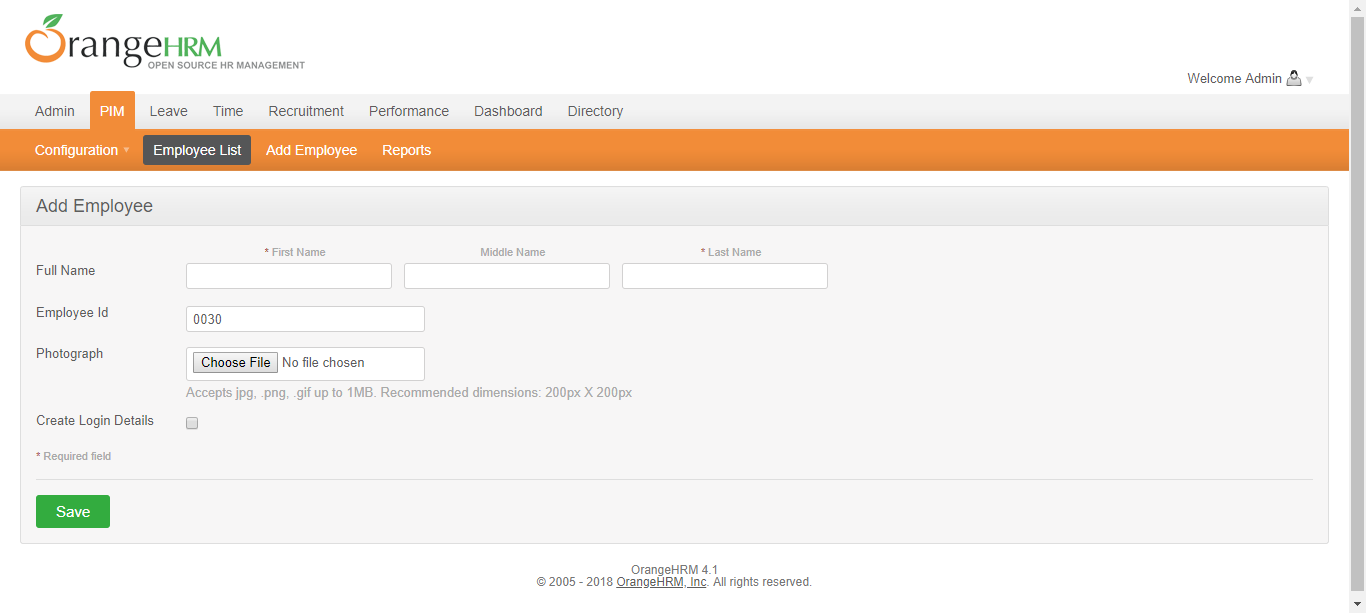 OrangeHRM
OPEN SOURCE HR MANAGEMENT
Welcome Admin
Admin PIM Leave Time Recruitment Performance Dashboard Directory
Configuration Employee List Add Employee Reports
Add Employee
* First Name Middle Name * Last Name
Full Name
Employee Id 0030
Photograph Choose File No file chosen
Accepts jpg, .png, .gif up to 1MB. Recommended dimensions: 200px X 200px
Create Login Details
* Required field
Save
OrangeHRM 4.1
© 2005 - 2018 OrangeHRM, Inc. All rights reserved.